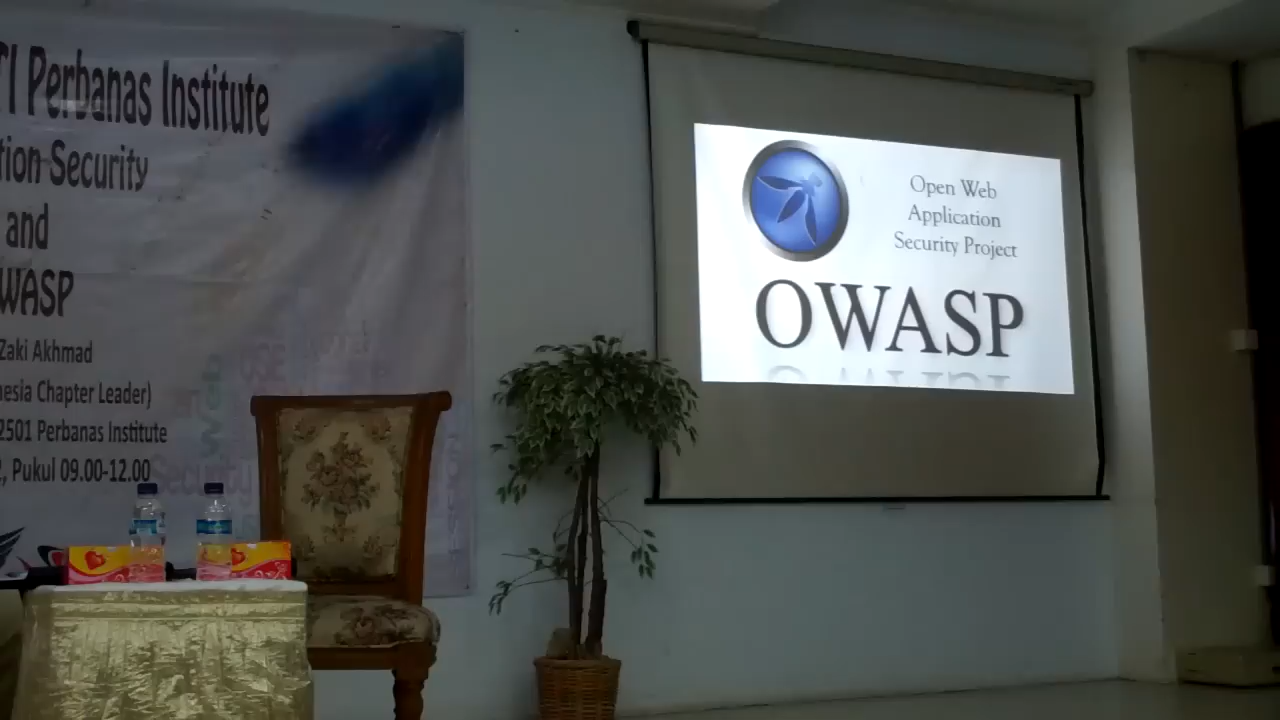 TI Perbanas Institute
tion Security
and
WASP
Zaki Akhmad
nesia Chapter Leader)
2501 Perbanas Institute
2, Pukul 09.00-12.00
Open Web
Application
Security Project
OWASP